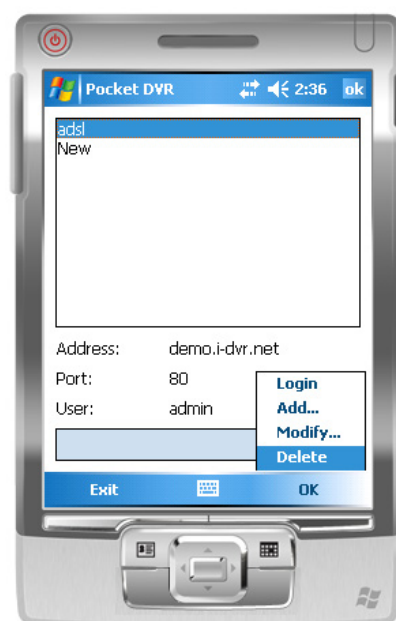 Pocket DVR 2:36 ok
adsl
New
Address: demo.i-dvr.net
Port: 80
User: admin
Login
Add...
Modify...
Delete
Exit OK